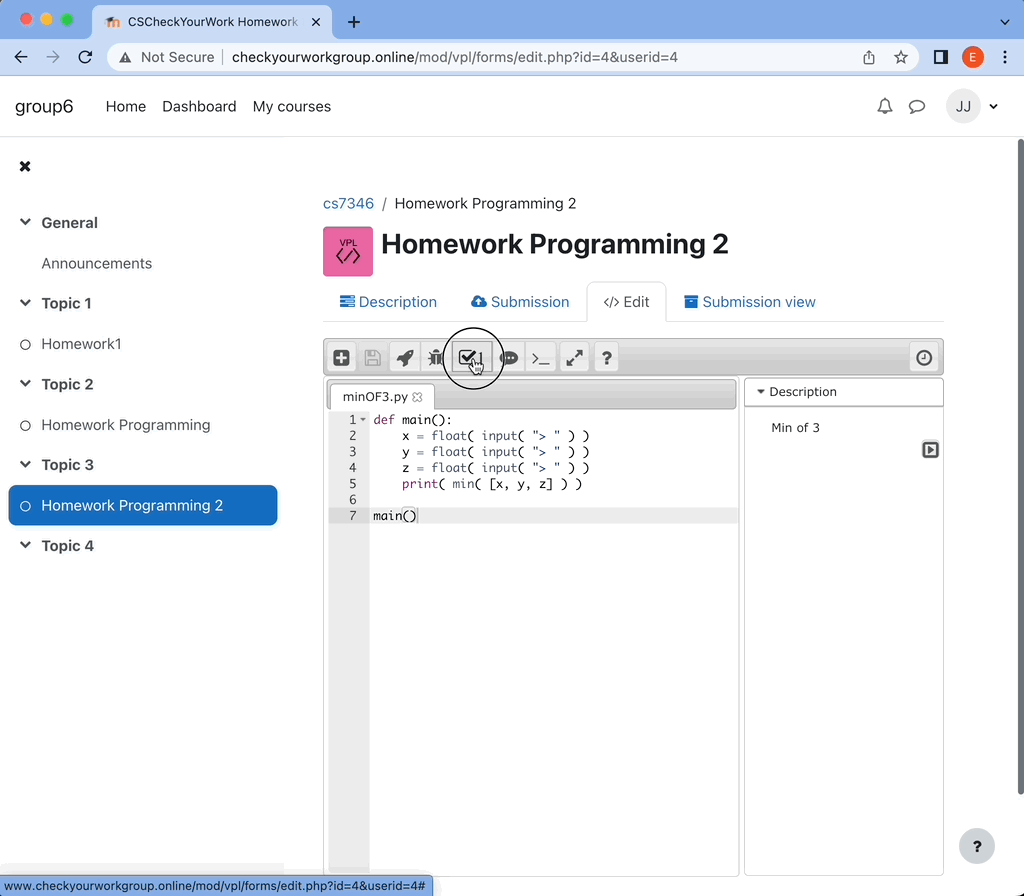 CSCheckYourWork Homework
Not Secure checkyourworkgroup.online/mod/vpl/forms/edit.php?id=4&userid=4
E
group6 Home Dashboard My courses
JJ
General
Announcements
Topic 1
Homework1
Topic 2
Homework Programming
Topic 3
Homework Programming 2
Topic 4
cs7346 / Homework Programming 2
VPL
Homework Programming 2
Description Submission </> Edit Submission view
1
>_
?
minOF3.py
1 def main():
2 x = float( input( "> " ) )
3 y = float( input( "> " ) )
4 z = float( input( "> " ) )
5 print( min( [x, y, z] ) )
6
7 main()
Description
Min of 3
?
www.checkyourworkgroup.online/mod/vpl/forms/edit.php?id=4&userid=4#